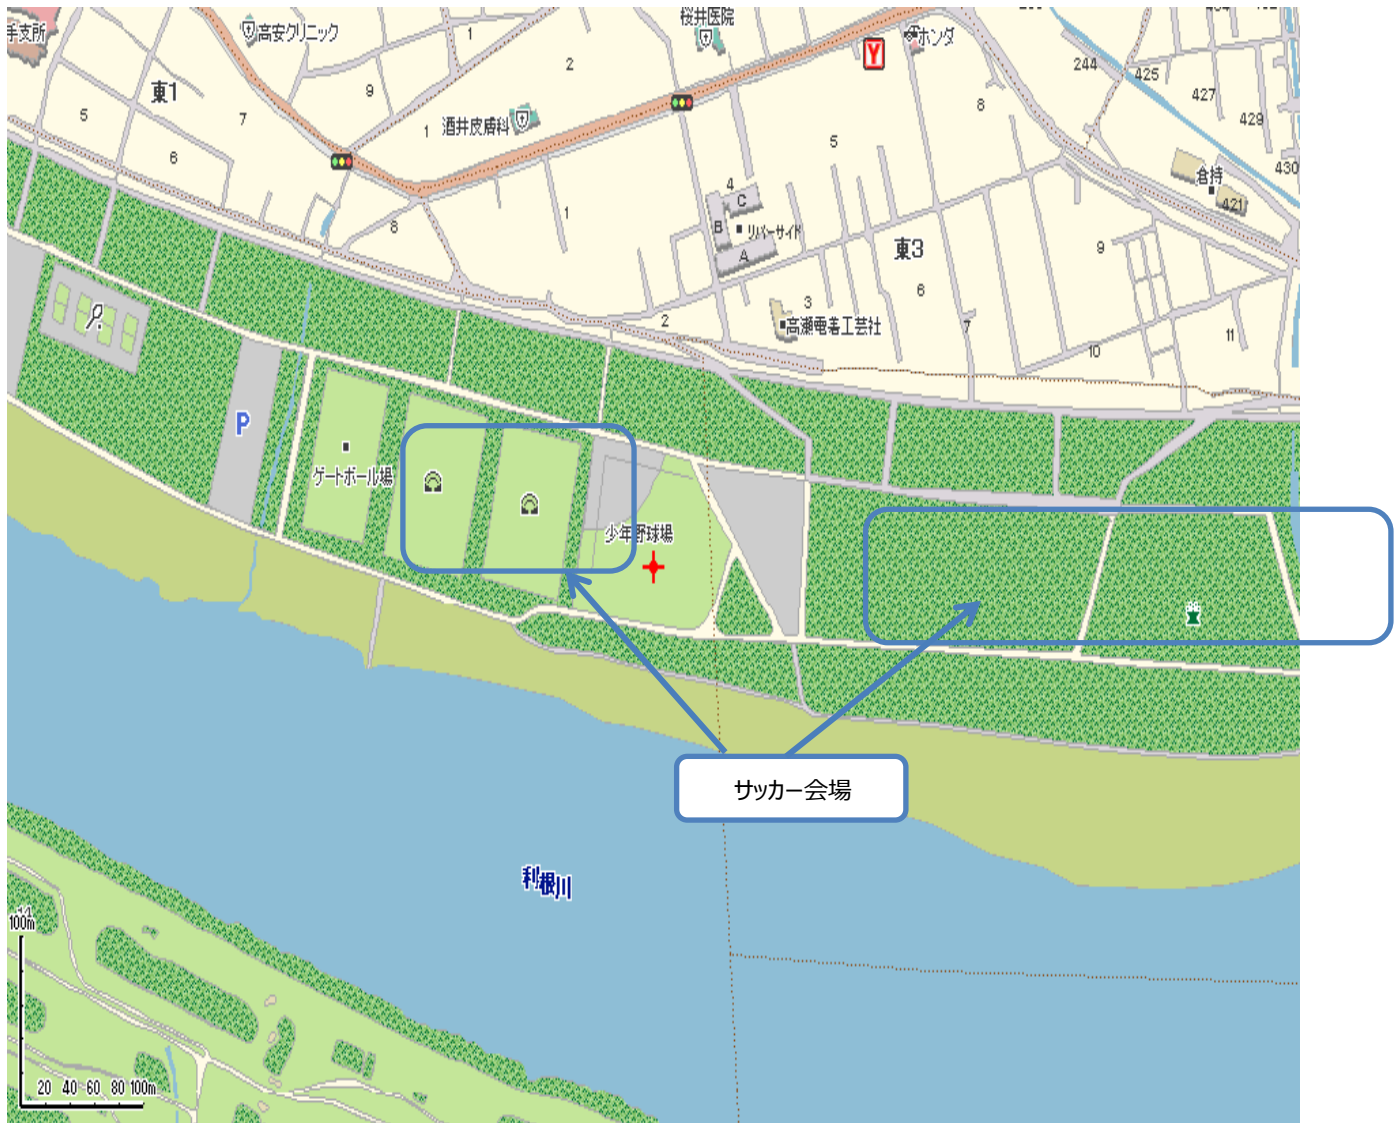 手支所
高安クリニック
桜井医院
ホンダ
1
2
244
425
427
429
430
東1
9
5
7
6
1
酒井皮膚科
8
5
倉持
421
4
C
B
リバーサイド
A
1
8
東3
9
6
3
2
高瀬電着工芸社
7
10
11
P
ゲートボール場
少年野球場
サッカー会場
利根川
100m
20 40 60 80 100m